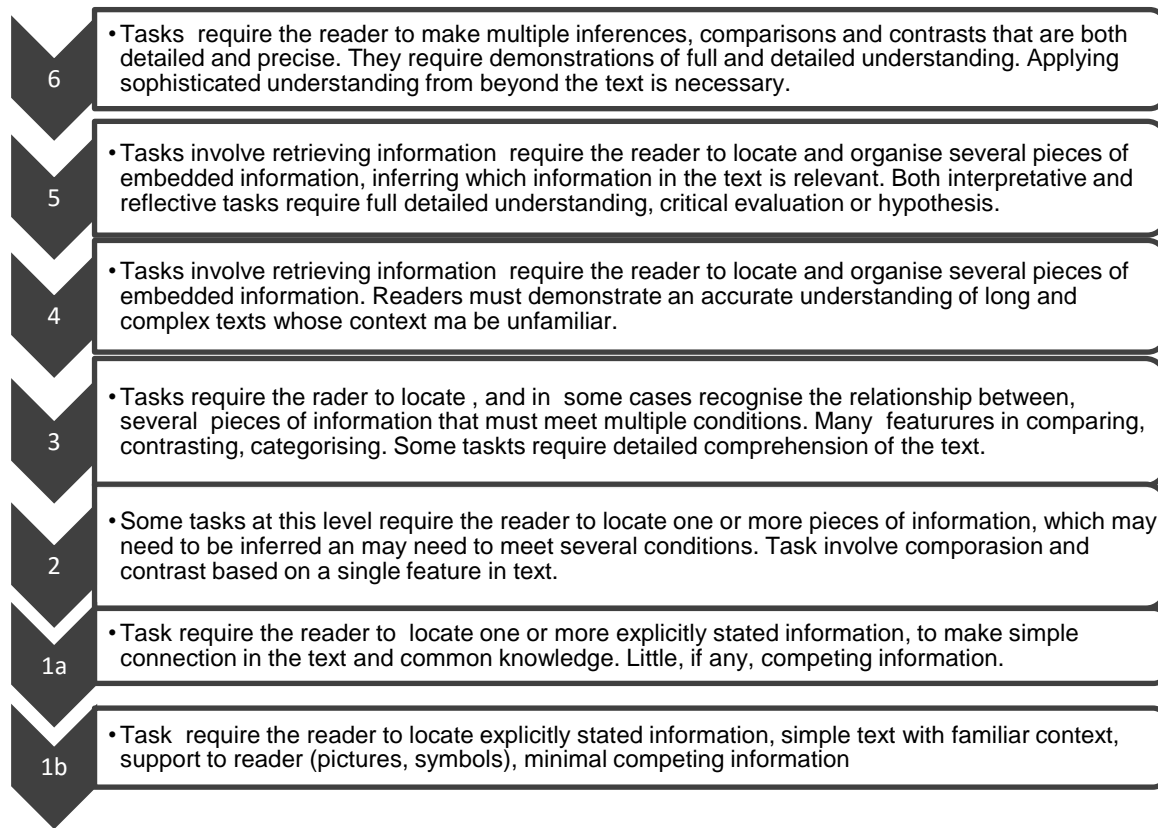 6
• Tasks require the reader to make multiple inferences, comparisons and contrasts that are both
detailed and precise. They require demonstrations of full and detailed understanding. Applying
sophisticated understanding from beyond the text is necessary.
5
• Tasks involve retrieving information require the reader to locate and organise several pieces of
embedded information, inferring which information in the text is relevant. Both interpretative and
reflective tasks require full detailed understanding, critical evaluation or hypothesis.
4
• Tasks involve retrieving information require the reader to locate and organise several pieces of
embedded information. Readers must demonstrate an accurate understanding of long and
complex texts whose context ma be unfamiliar.
3
• Tasks require the rader to locate , and in some cases recognise the relationship between,
several pieces of information that must meet multiple conditions. Many featurures in comparing,
contrasting, categorising. Some taskts require detailed comprehension of the text.
2
• Some tasks at this level require the reader to locate one or more pieces of information, which may
need to be inferred an may need to meet several conditions. Task involve comporasion and
contrast based on a single feature in text.
1a
• Task require the reader to locate one or more explicitly stated information, to make simple
connection in the text and common knowledge. Little, if any, competing information.
1b
• Task require the reader to locate explicitly stated information, simple text with familiar context,
support to reader (pictures, symbols), minimal competing information